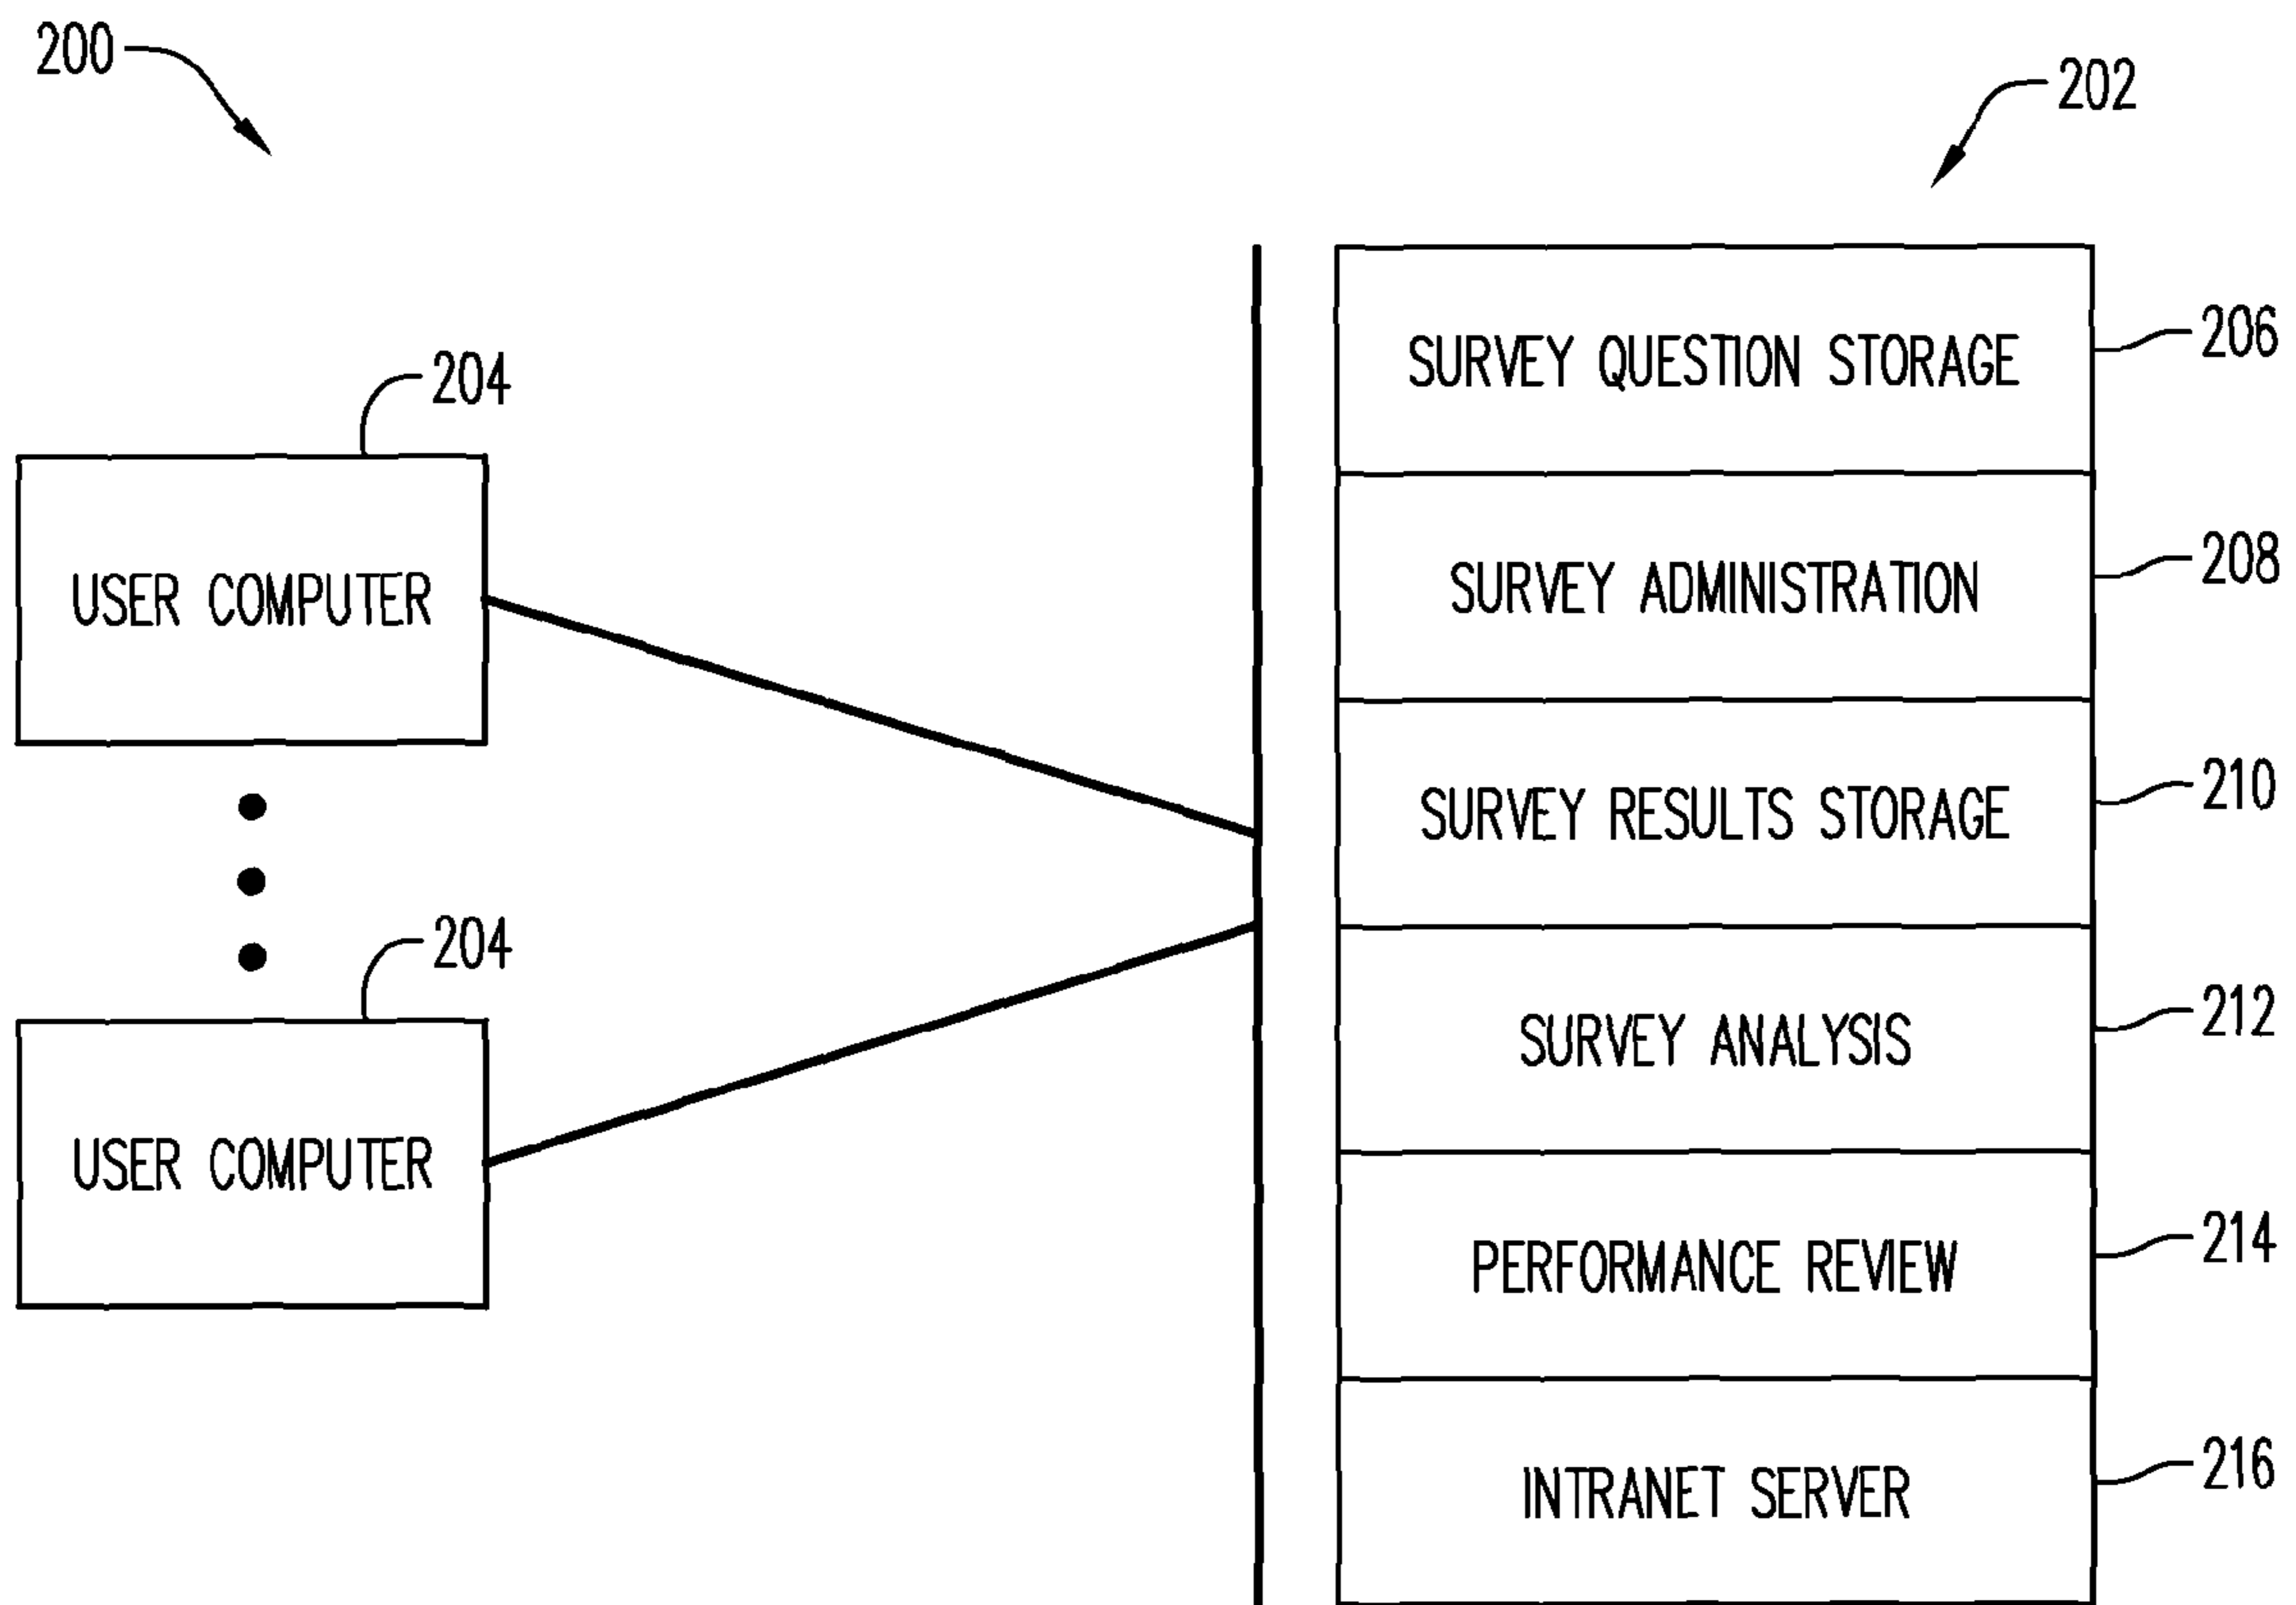 200
202
SURVEY QUESTION STORAGE
206
204
USER COMPUTER
SURVEY ADMINISTRATION
208
SURVEY RESULTS STORAGE
210
204
USER COMPUTER
SURVEY ANALYSIS
212
PERFORMANCE REVIEW
214
INTRANET SERVER
216